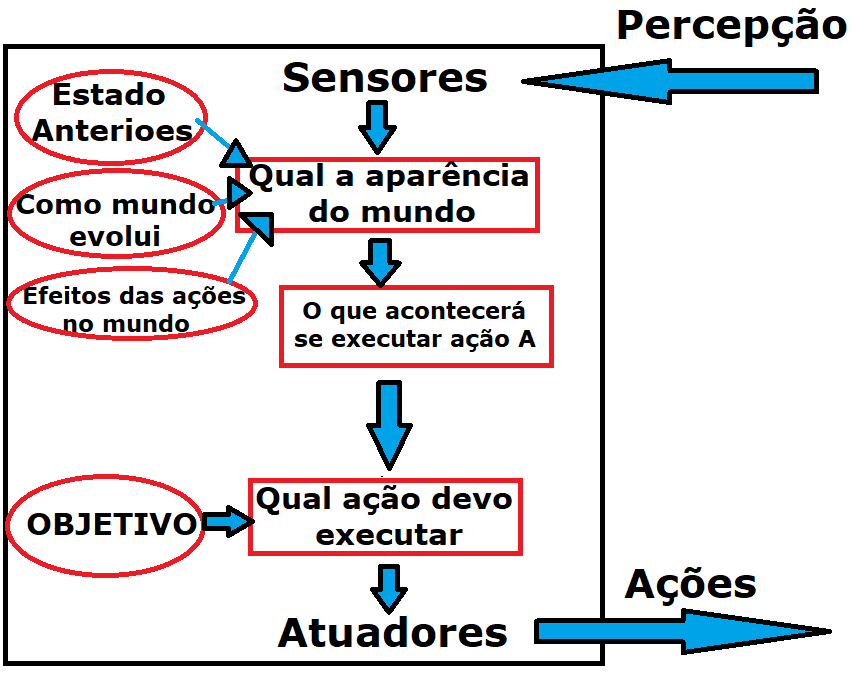 Percepção
Sensores
Estado
Anterioes
Qual a aparência
do mundo
Como mundo
evolui
Efeitos das ações
no mundo
O que acontecerá
se executar ação A
OBJETIVO
Qual ação devo
executar
Ações
Atuadores